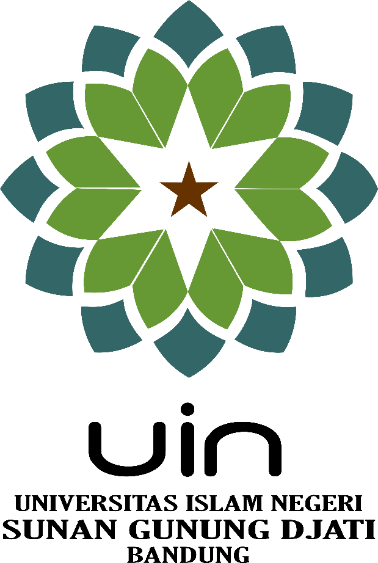 uin
UNIVERSITAS ISLAM NEGERI
SUNAN GUNUNG DJATI
BANDUNG